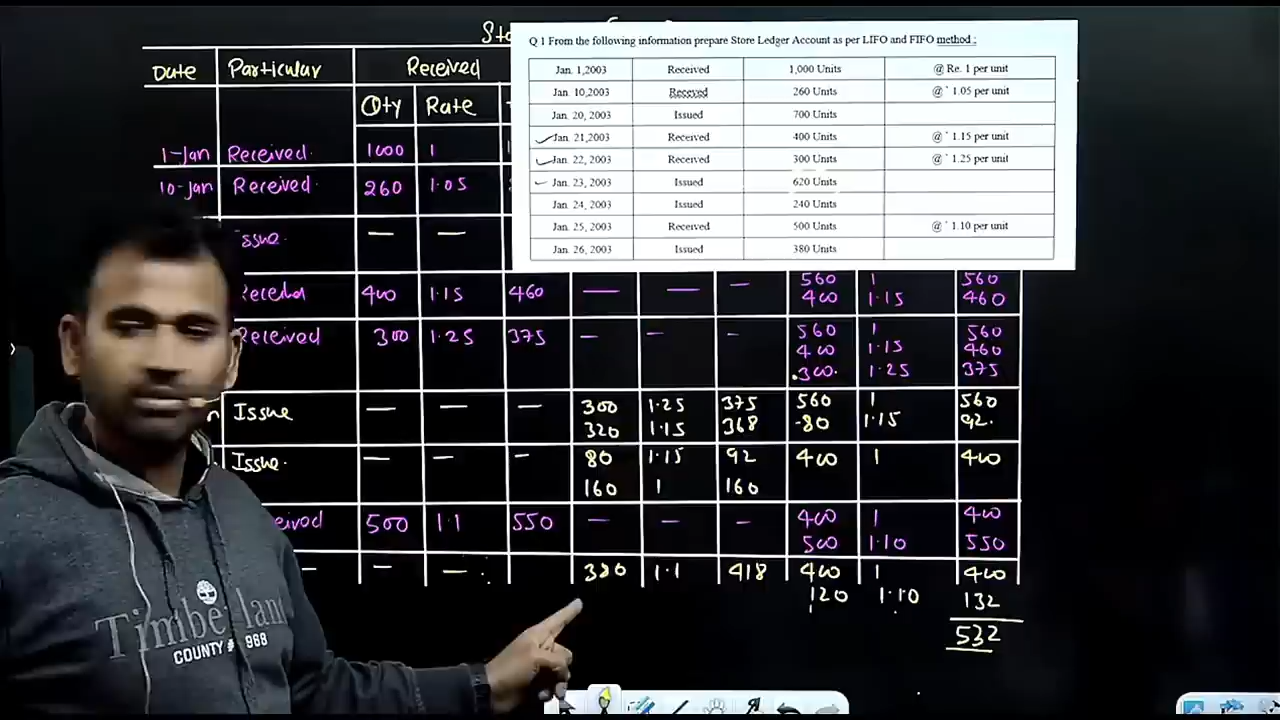 Sto
Q 1 From the following information prepare Store Ledger Account as per LIFO and FIFO method :
Jan. 1,2003 Received 1,000 Units @ Re. 1 per unit
Jan. 10,2003 Received 260 Units @ ` 1.05 per unit
Jan. 20, 2003 Issued 700 Units
Jan. 21,2003 Received 400 Units @ ` 1.15 per unit
Jan. 22, 2003 Received 300 Units @ ` 1.25 per unit
Jan. 23, 2003 Issued 620 Units
Jan. 24, 2003 Issued 240 Units
Jan. 25, 2003 Received 500 Units @ ` 1.10 per unit
Jan. 26, 2003 Issued 380 Units
Date Particular Received
Qty Rate
1-Jan Received 1000 1
10-Jan Received 260 1.05
Issue — —
560 1 560
Received 400 1.15 460 — — — 400 1.15 460
Received 300 1.25 375 — — — 560 1 560
400 1.15 460
300 1.25 375
Issue — — — 300 1.25 375 560 1 560
320 1.15 368 80 1.15 92
Issue — — — 80 1.15 92 400 1 400
160 1 160
eived 500 1.1 550 — — — 400 1 400
500 1.10 550
— — — 380 1.1 418 400 1 400
120 1.10 132
532
Timberland
COUNTY # 988